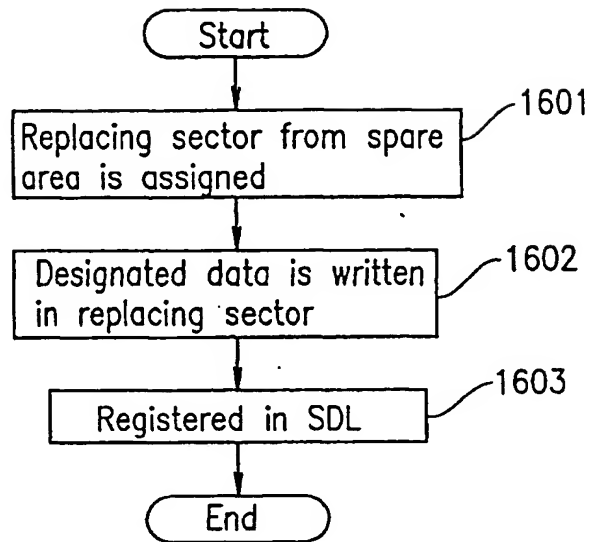 Start
1601
Replacing sector from spare
area is assigned
1602
Designated data is written
in replacing sector
1603
Registered in SDL
End